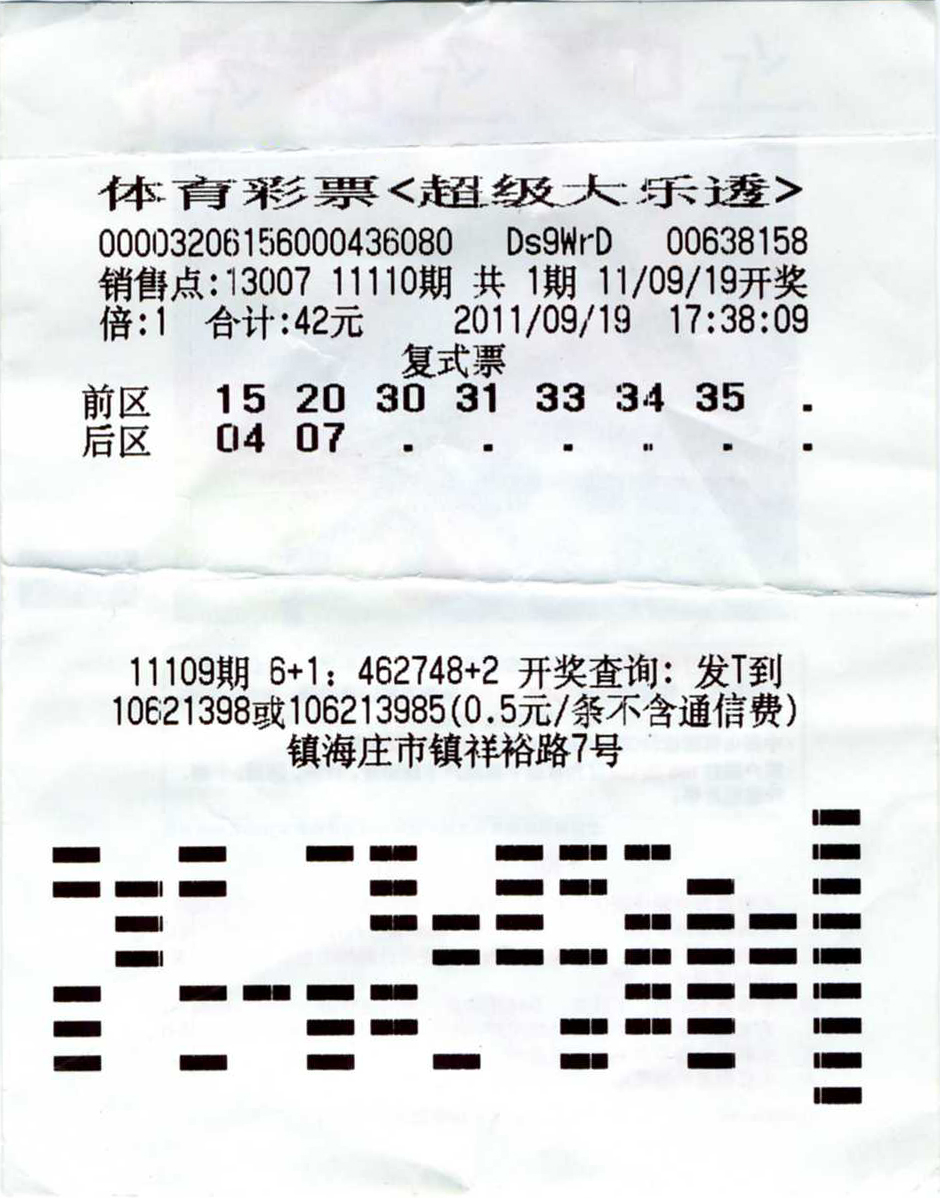 体育彩票<超级大乐透>
000032061560004​36080 Ds9WrD 00638158
销售点:13007 11110期 共 1期 11/09/19开奖
倍:1 合计:42元 2011/09/19 17:38:09
复式票
前区 15 20 30 31 33 34 35 .
后区 04 07 . . . .. . .
11109期 6+1: 462748+2 开奖查询: 发T到
10621398或106213985(0.5元/条不含通信费)
镇海庄市镇祥裕路7号